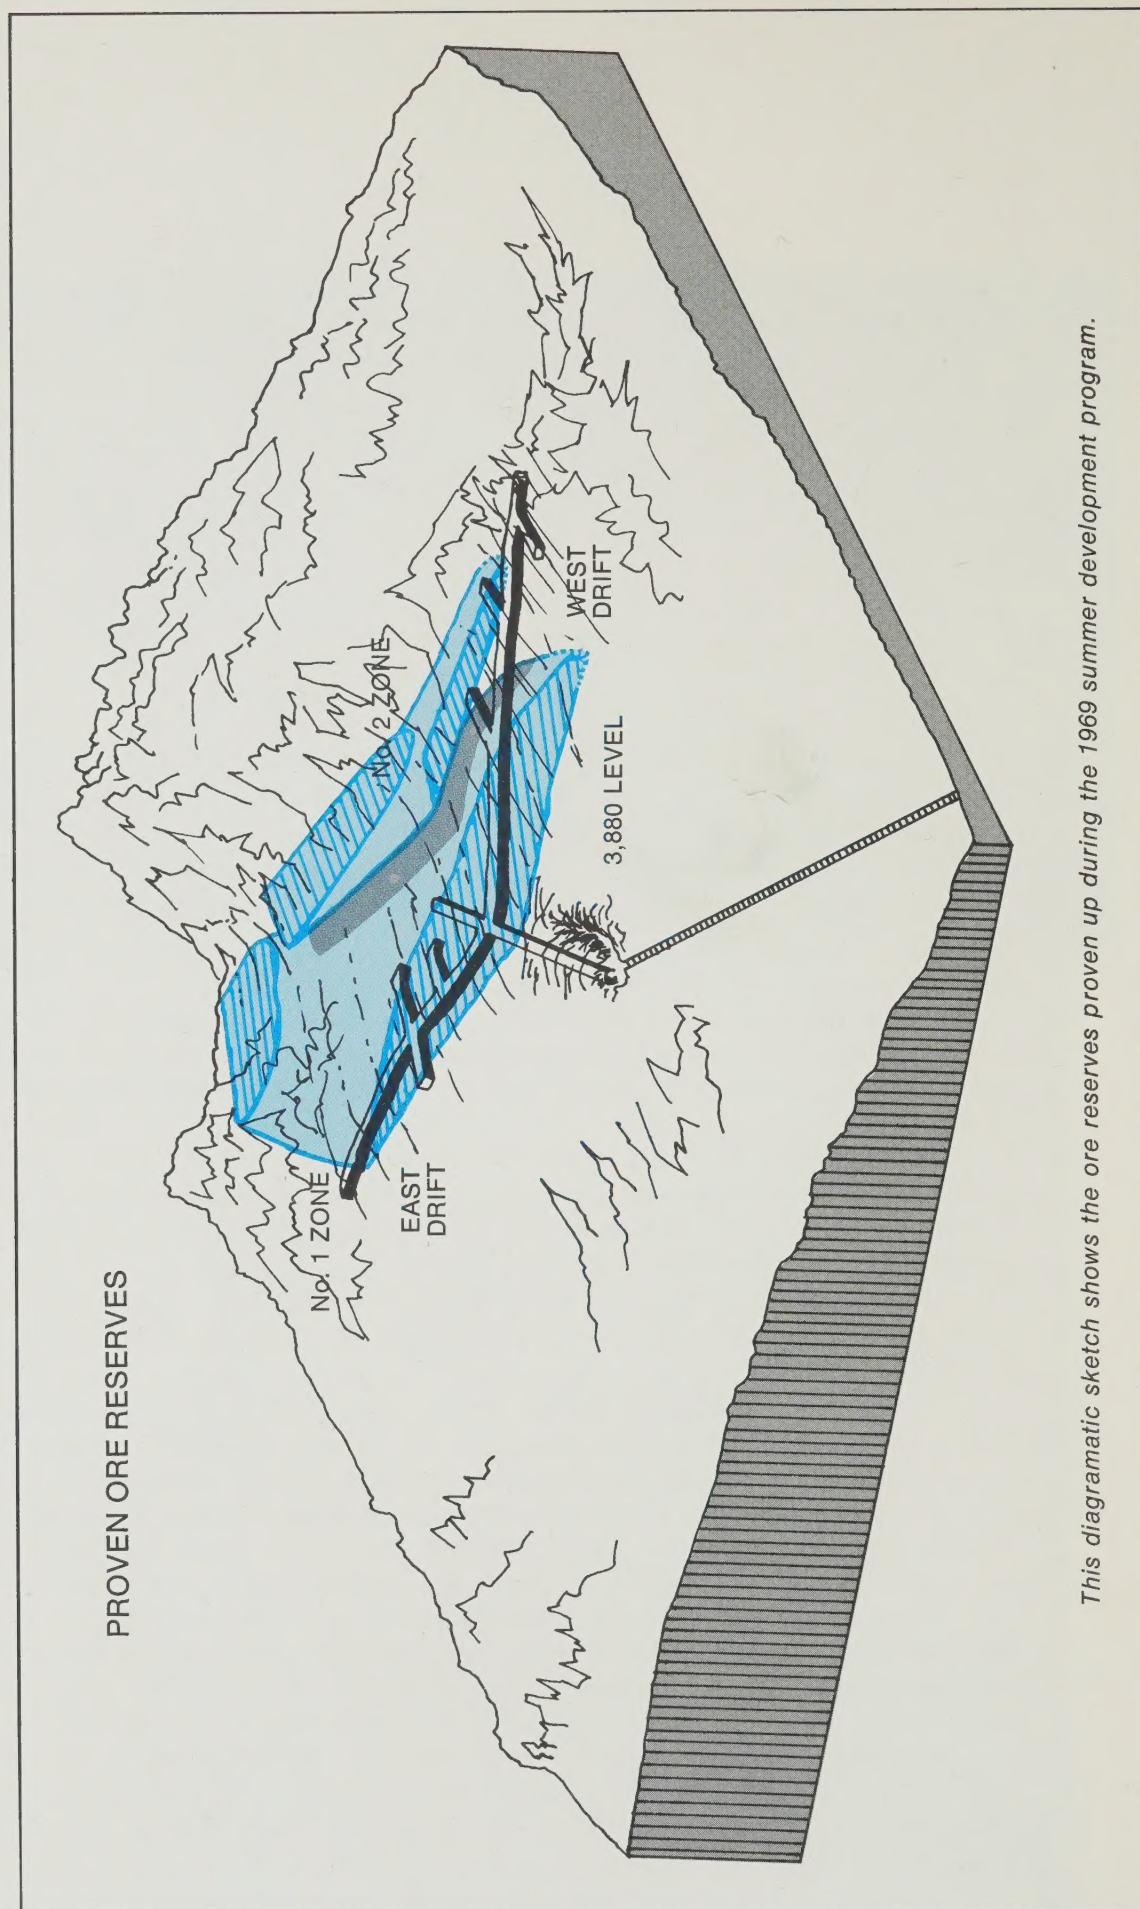 PROVEN ORE RESERVES
No. 1 ZONE
No. 2 ZONE
EAST
DRIFT
WEST
DRIFT
3,880 LEVEL
This diagramatic sketch shows the ore reserves proven up during the 1969 summer development program.